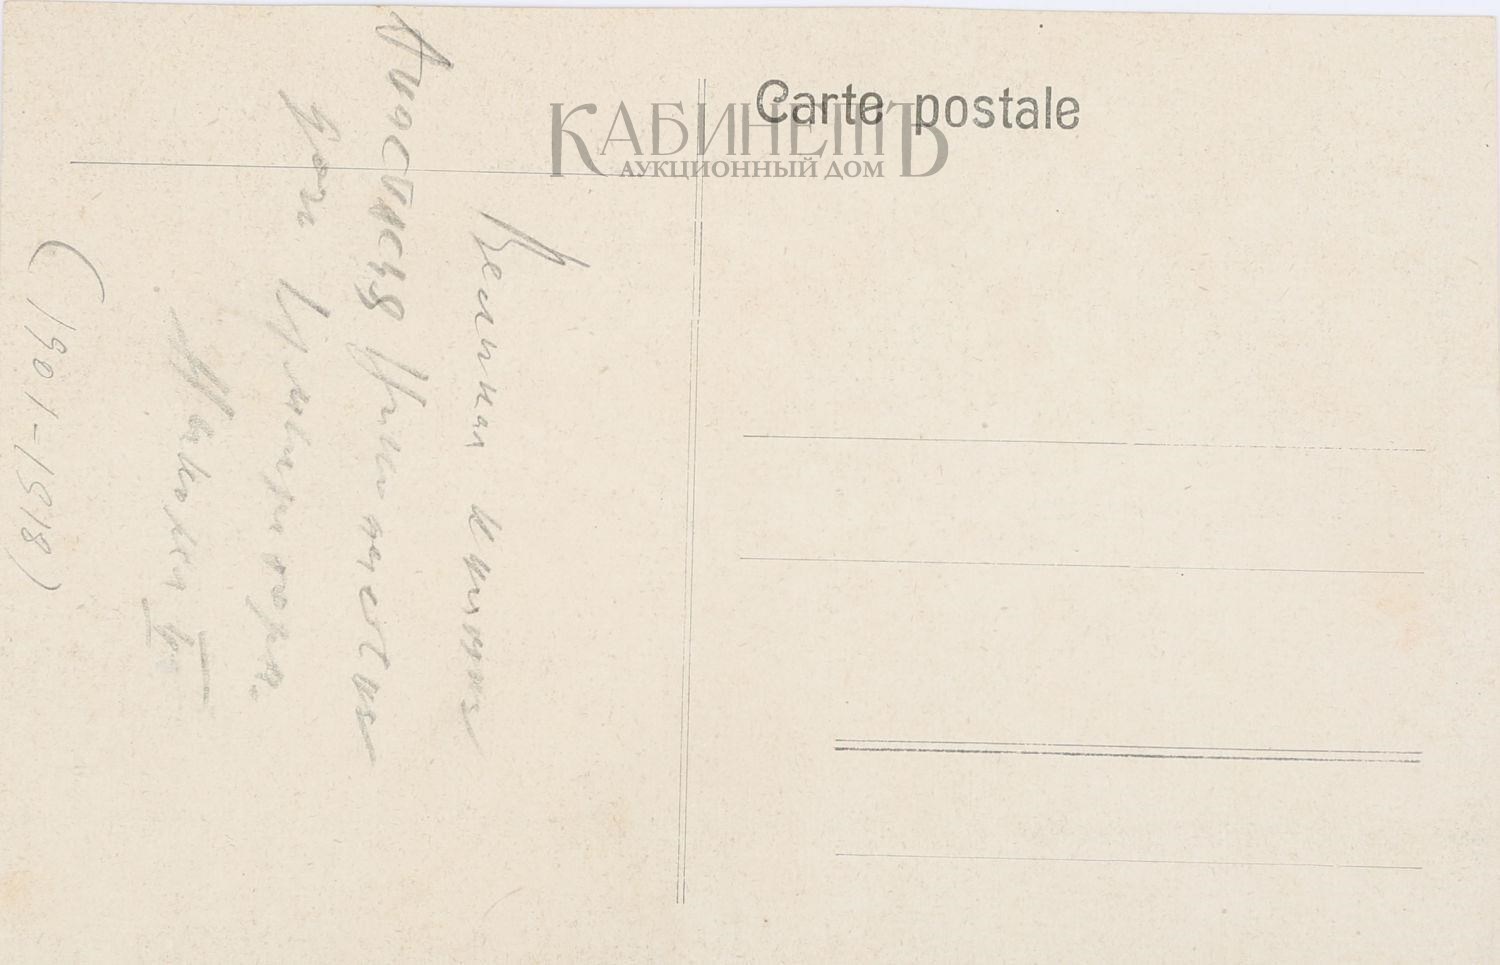 Carte postale
КАБИНЕТЪ
АУКЦИОННЫЙ ДОМ
Великая княжна
Анастасия Николаевна
дочь Императора
Николая II
(1901-1918)